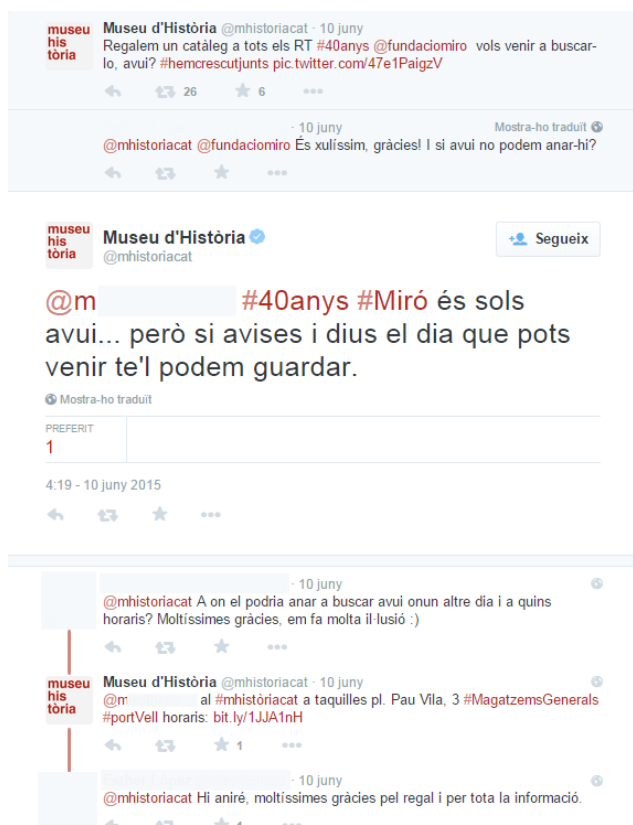 museu
his
tòria
Museu d'Història @mhistoriacat · 10 juny
Regalem un catàleg a tots els RT #40anys @fundaciomiro vols venir a buscar-
lo, avui? #hemcrescutjunts pic.twitter.com/47e1PaigzV
26 6
· 10 juny Mostra-ho traduït
@mhistoriacat @fundaciomiro És xulíssim, gràcies! I si avui no podem anar-hi?
museu
his
tòria
Museu d'Història
@mhistoriacat
Segueix
@m #40anys #Miró és sols
avui... però si avises i dius el dia que pots
venir te'l podem guardar.
Mostra-ho traduït
PREFERIT
1
4:19 - 10 juny 2015
· 10 juny
@mhistoriacat A on el podria anar a buscar avui onun altre dia i a quins
horaris? Moltíssimes gràcies, em fa molta il·lusió :)
museu
his
tòria
Museu d'Història @mhistoriacat · 10 juny
@m al #mhistòriacat a taquilles pl. Pau Vila, 3 #MagatzemsGenerals
#portVell horaris: bit.ly/1JJA1nH
1
· 10 juny
@mhistoriacat Hi aniré, moltíssimes gràcies pel regal i per tota la informació.
1